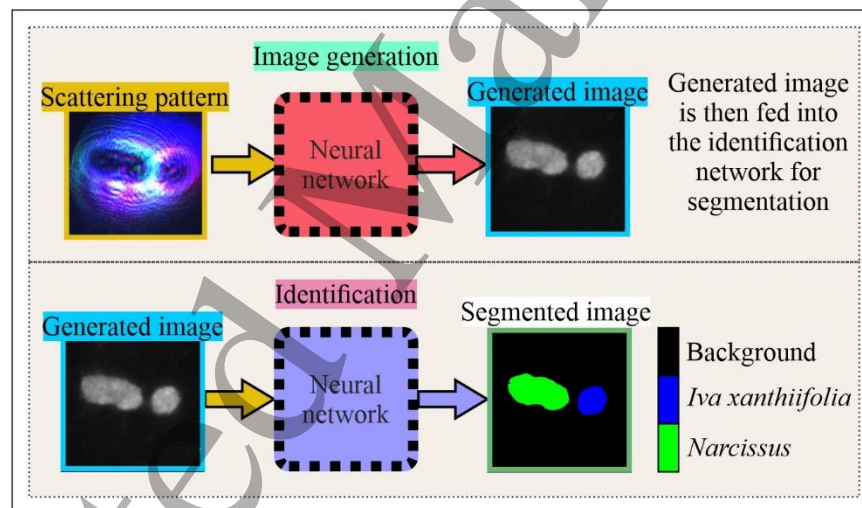 Image generation
Scattering pattern
Neural
network
Generated image
Generated image
is then fed into
the identification
network for
segmentation
Identification
Generated image
Neural
network
Segmented image
Background
Iva xanthiifolia
Narcissus